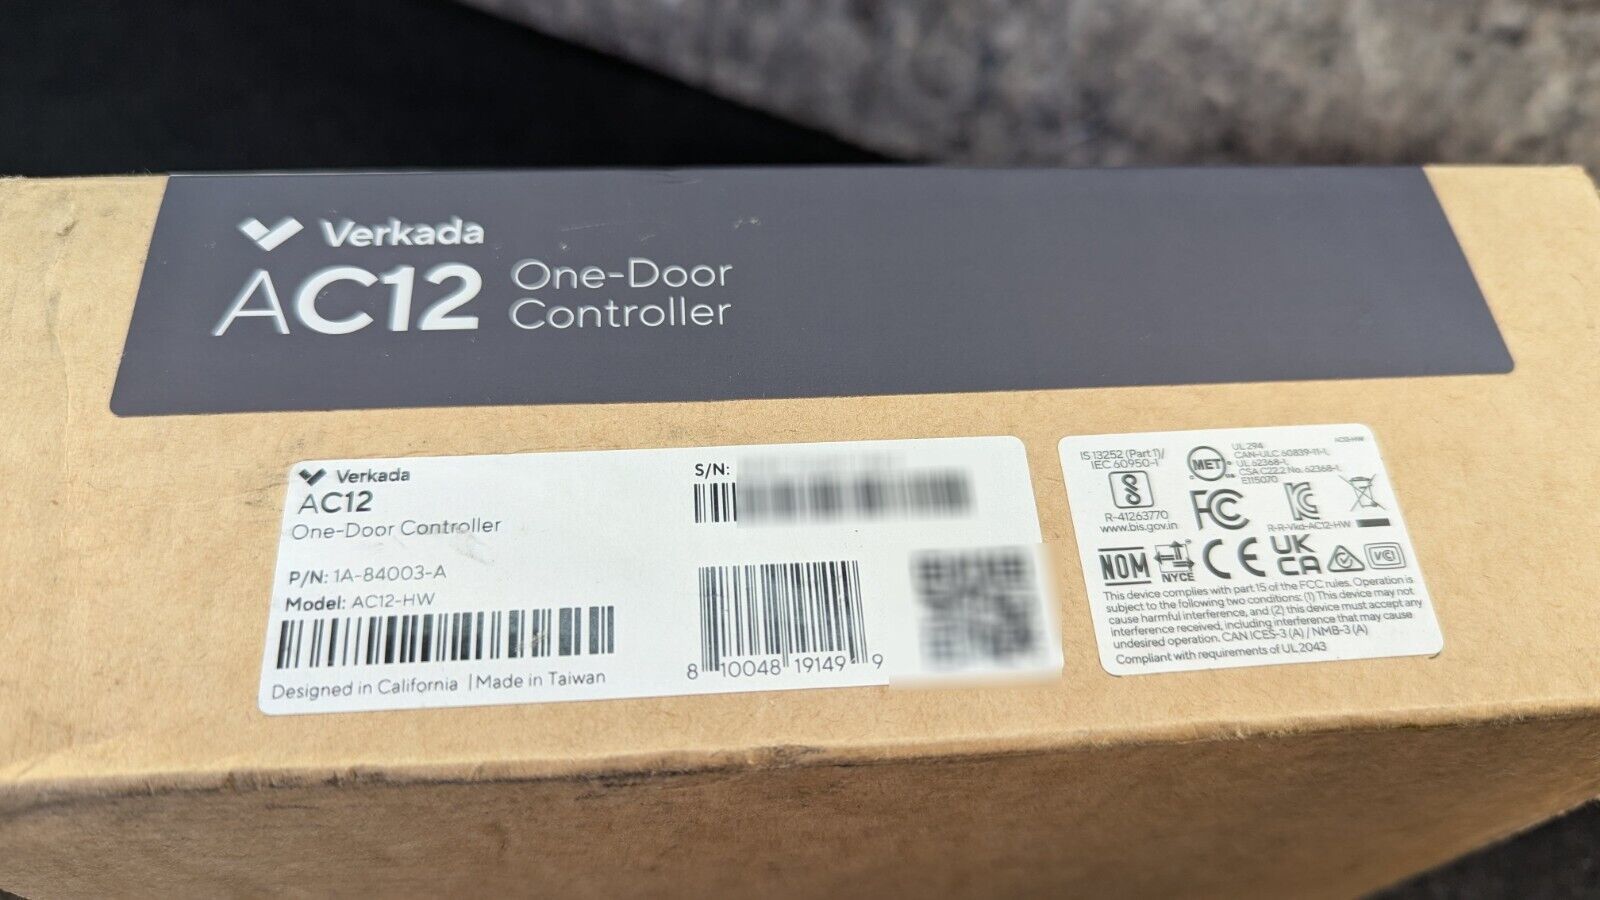 Verkada
AC12 One-Door
Controller
Verkada
AC12
One-Door Controller
P/N: 1A-84003-A
Model: AC12-HW
Designed in California | Made in Taiwan
S/N:
8 10048 19149 9
IS 13252 (Part 1)/
IEC 60950-1
R-41263770
www.bis.gov.in
MET
C US
UL 294
CAN-ULC 60839-11-1,
UL 62368-1,
CSA C22.2 No. 62368-1,
E115070
AC12-HW
FC
R-R-Vkd-AC12-HW
NOM
NYCE
CE
UK
CA
VCI
This device complies with part 15 of the FCC rules. Operation is
subject to the following two conditions: (1) This device may not
cause harmful interference, and (2) this device must accept any
interference received, including interference that may cause
undesired operation. CAN ICES-3 (A) / NMB-3 (A)
Compliant with requirements of UL 2043